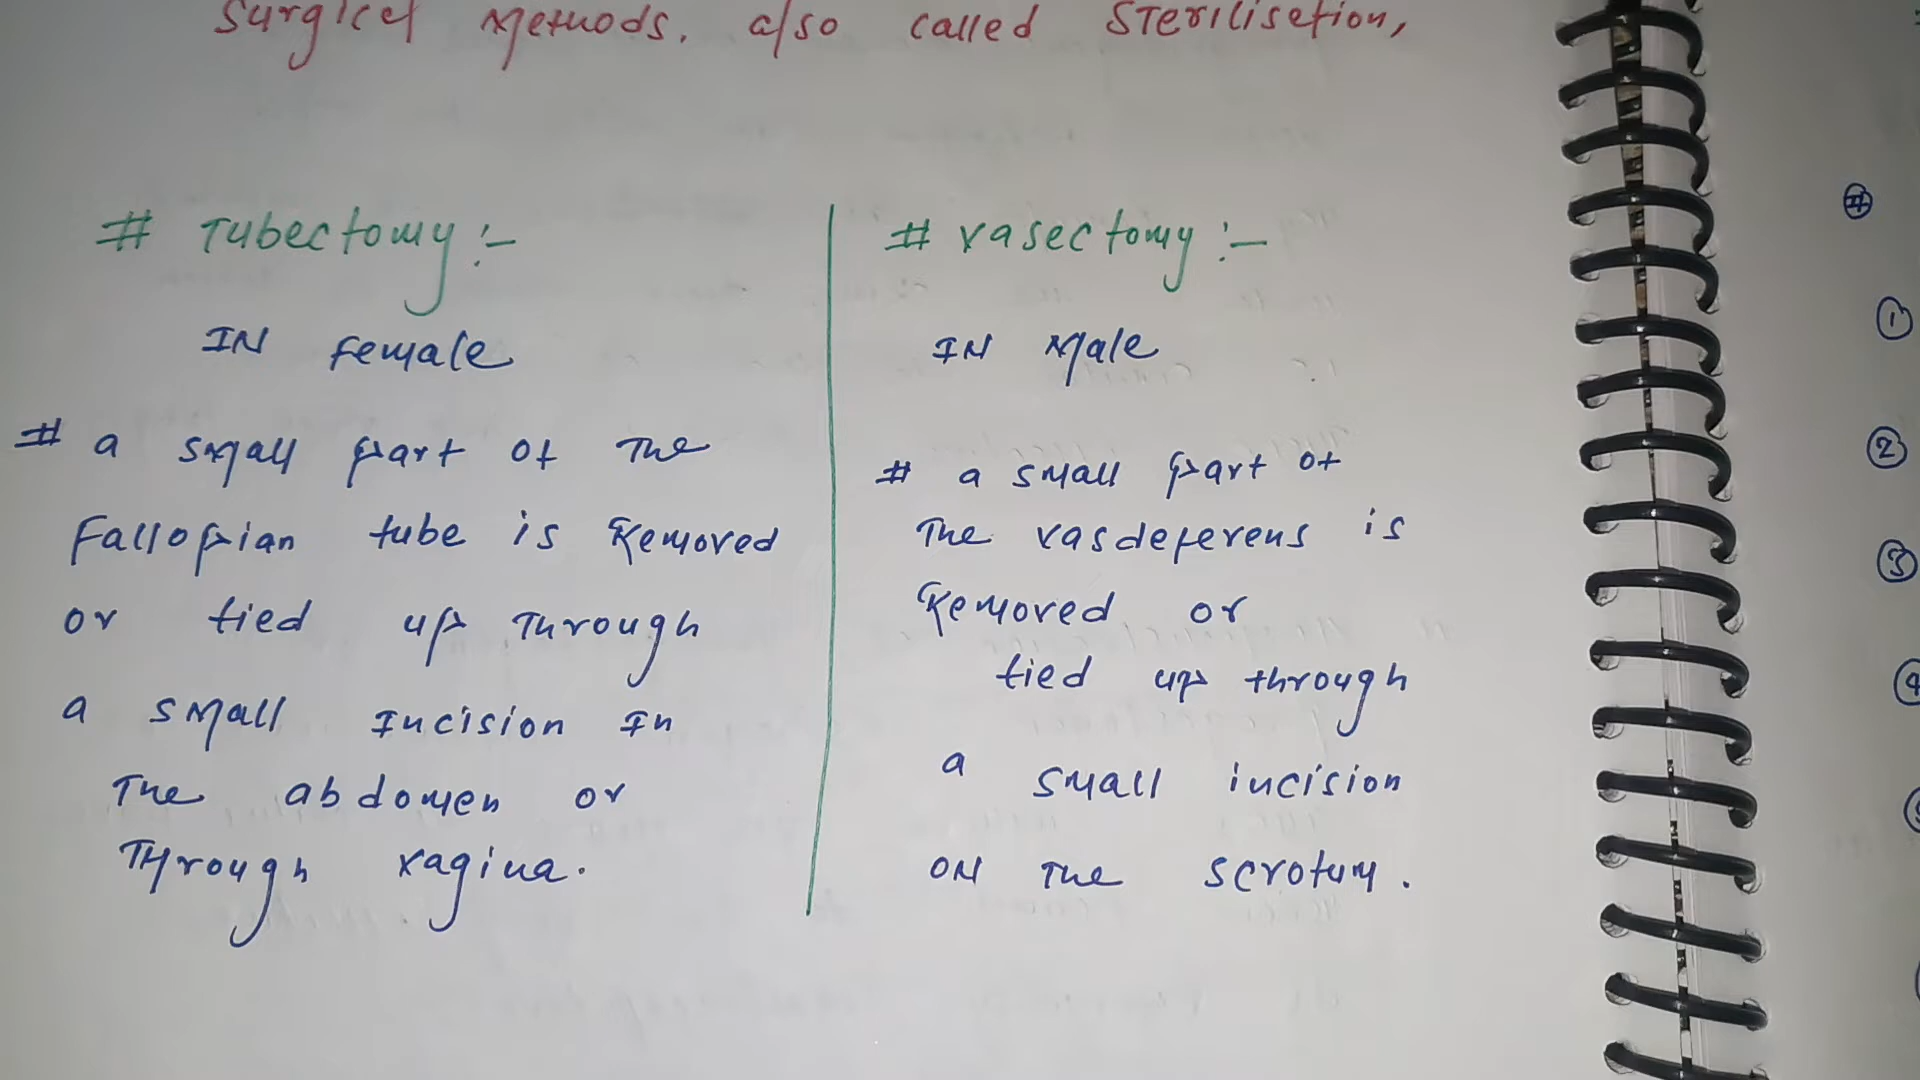 Surgical Methods, also called Sterilisation,
# Tubectomy :-
IN female
# a small part of the
Fallopian tube is Removed
or tied up Through
a small Incision In
The abdomen or
Through vagina.
# vasectomy :-
IN Male
# a small part of
The vasdeferens is
Removed or
tied up through
a small incision
ON The scrotum.
#
1
2
3
4